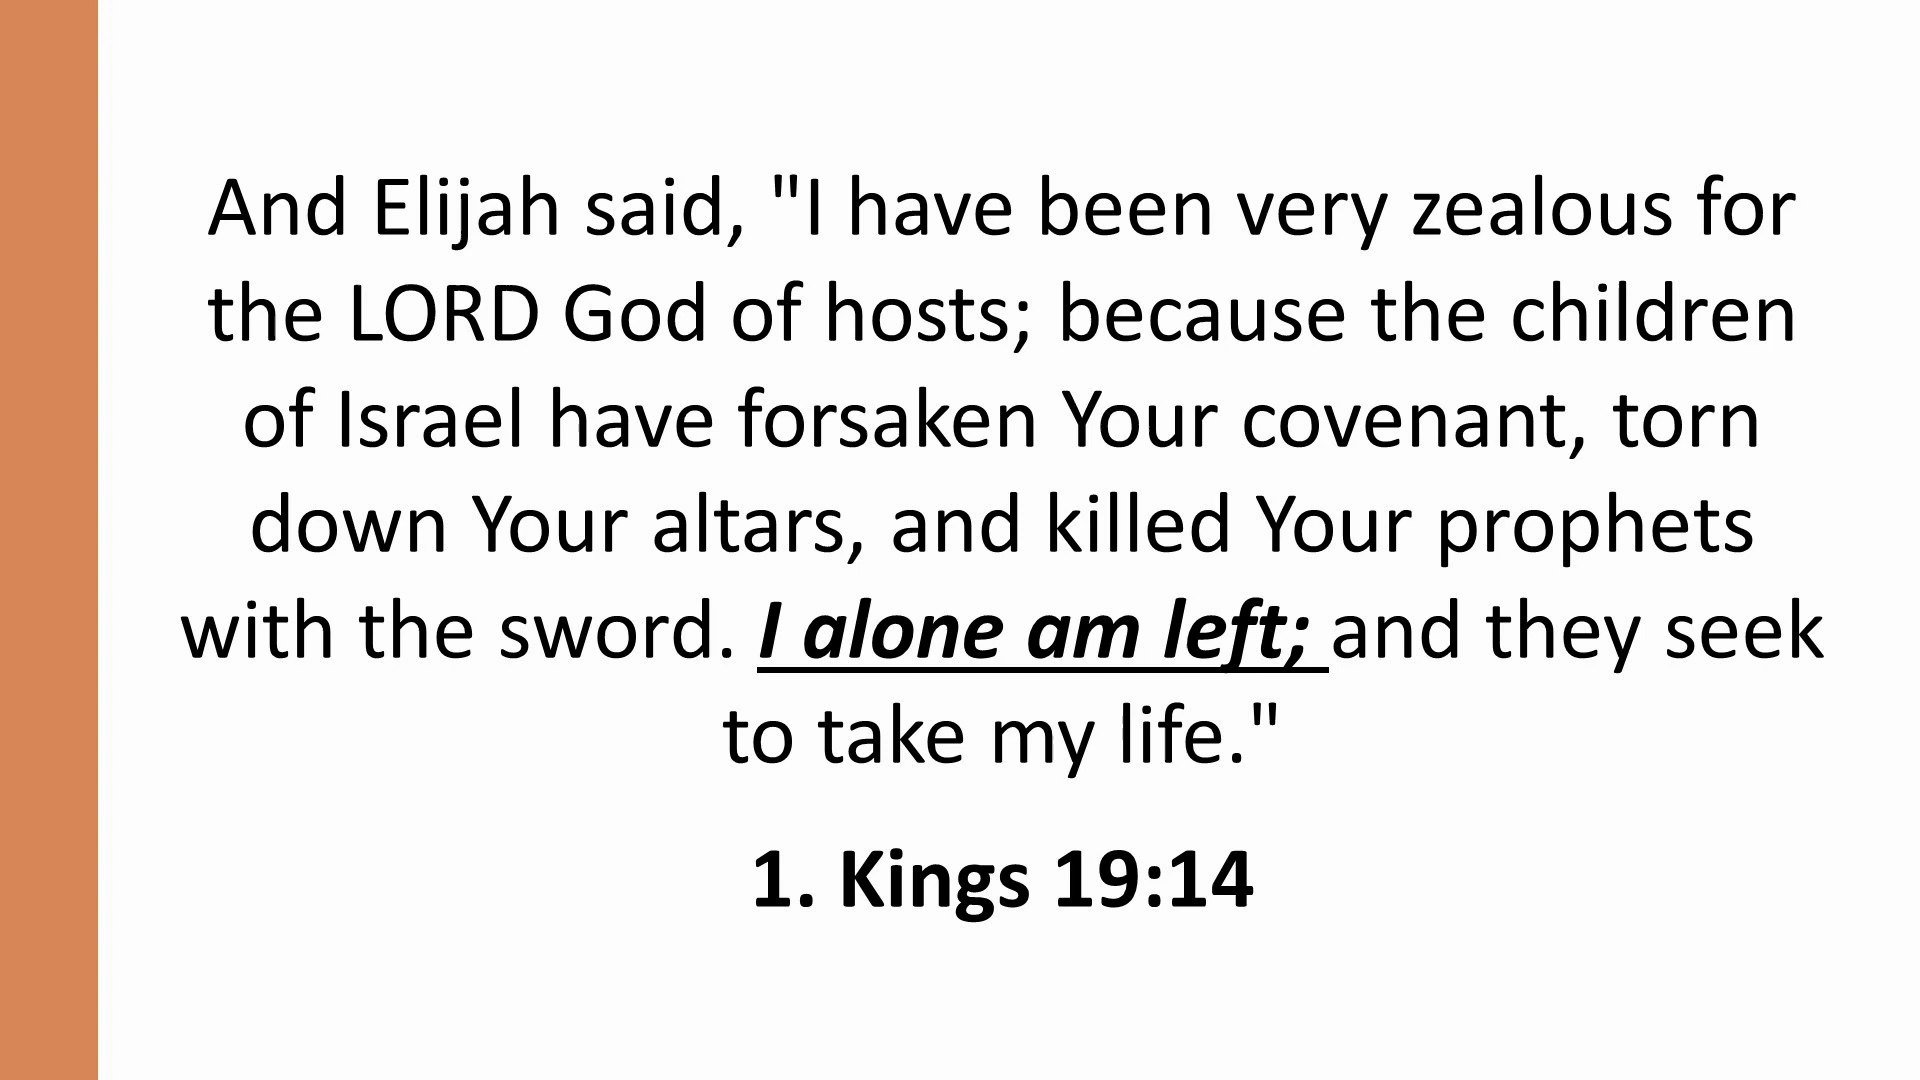 And Elijah said, "I have been very zealous for
the LORD God of hosts; because the children
of Israel have forsaken Your covenant, torn
down Your altars, and killed Your prophets
with the sword. I alone am left; and they seek
to take my life."
1. Kings 19:14